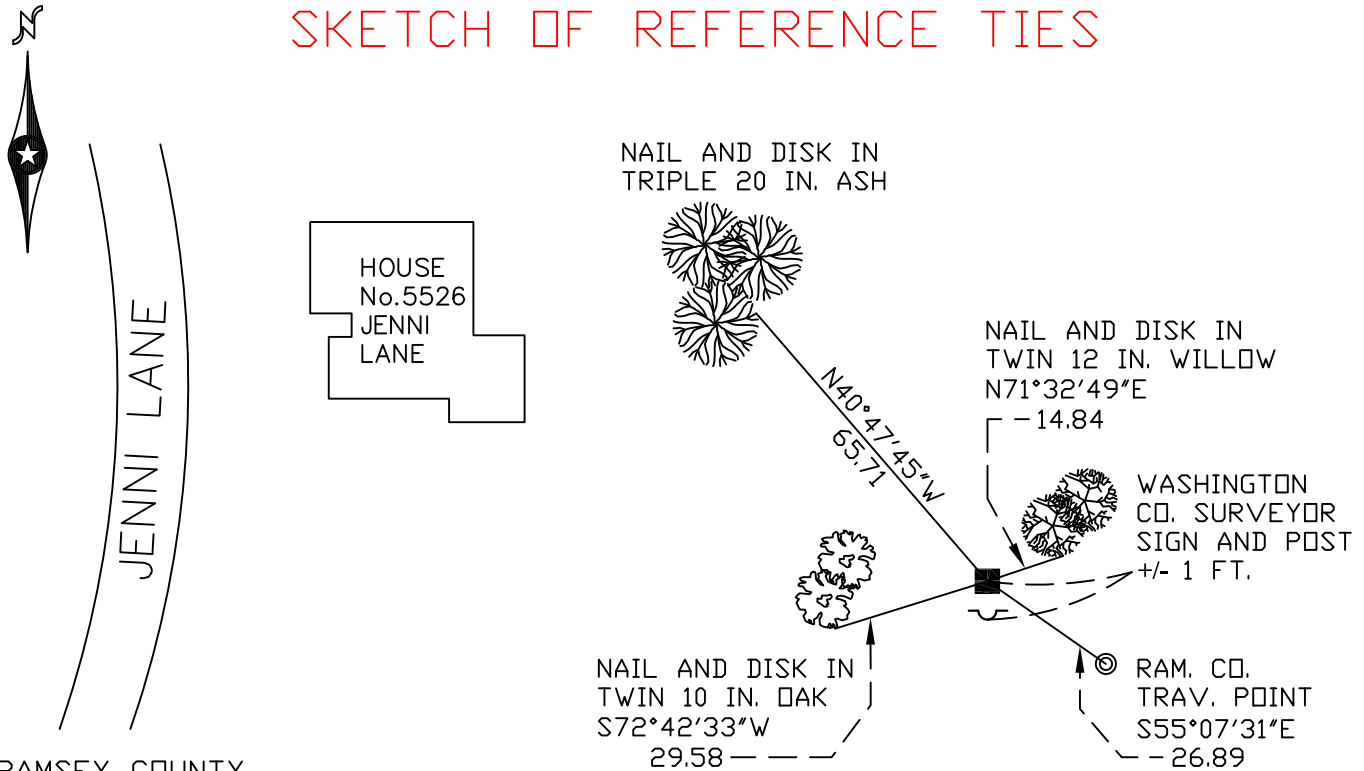 N
SKETCH OF REFERENCE TIES
NAIL AND DISK IN
TRIPLE 20 IN. ASH
HOUSE
No.5526
JENNI
LANE
JENNI LANE
NAIL AND DISK IN
TWIN 12 IN. WILLOW
N71°32'49"E
14.84
N40°47'45"W
65.71
WASHINGTON
CO. SURVEYOR
SIGN AND POST
+/- 1 FT.
NAIL AND DISK IN
TWIN 10 IN. OAK
S72°42'33"W
29.58
RAM. CO.
TRAV. POINT
S55°07'31"E
26.89
RAMSEY COUNTY